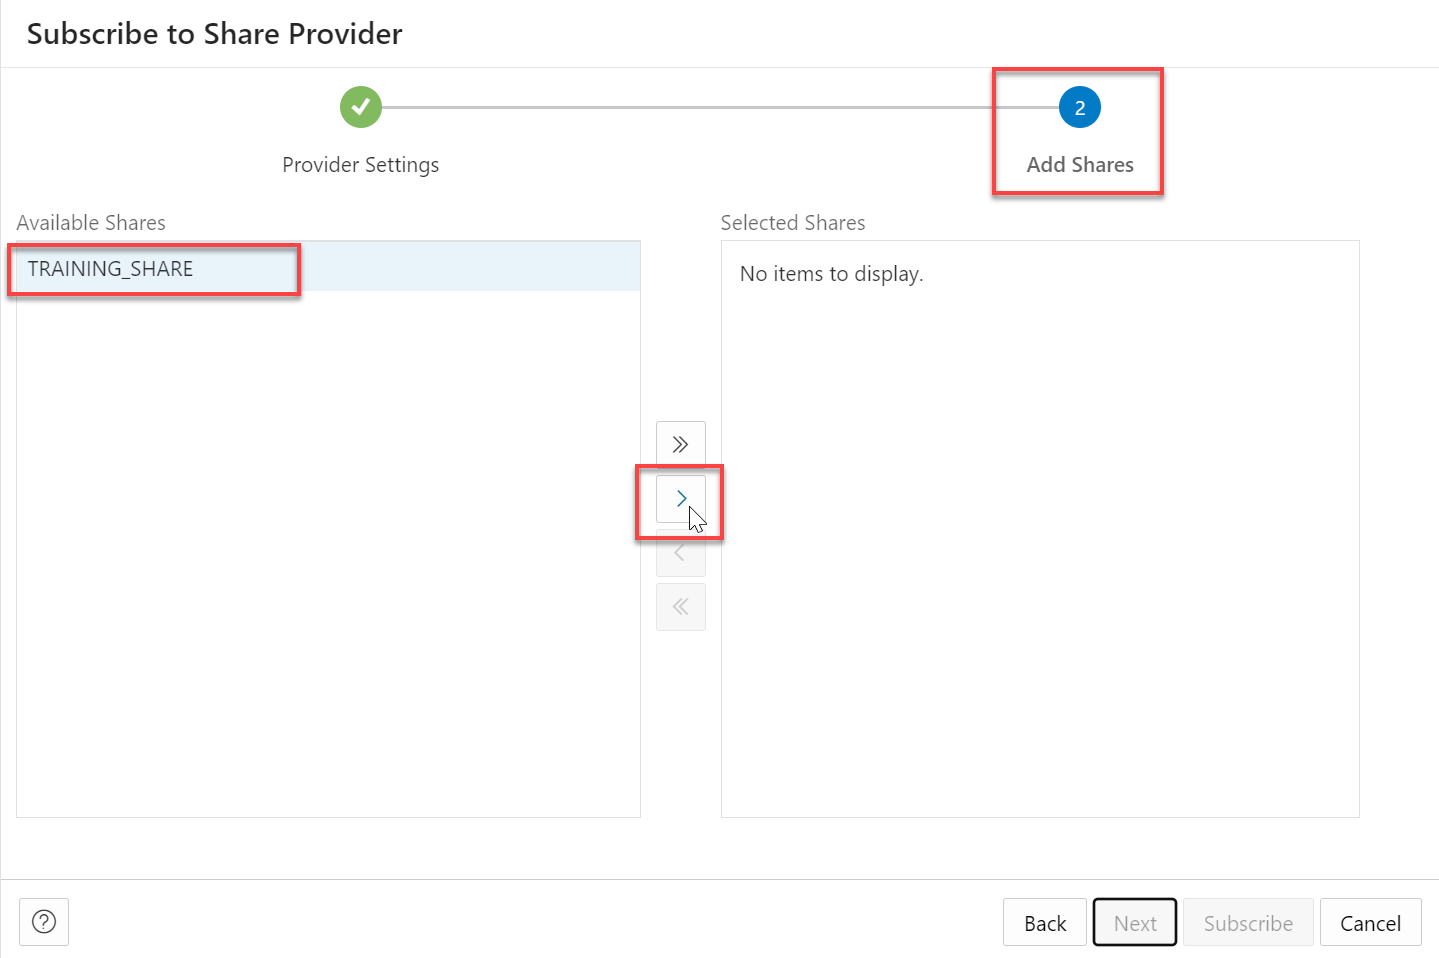 Subscribe to Share Provider
2
Provider Settings
Add Shares
Available Shares
Selected Shares
TRAINING_SHARE
No items to display.
Back
Next
Subscribe
Cancel